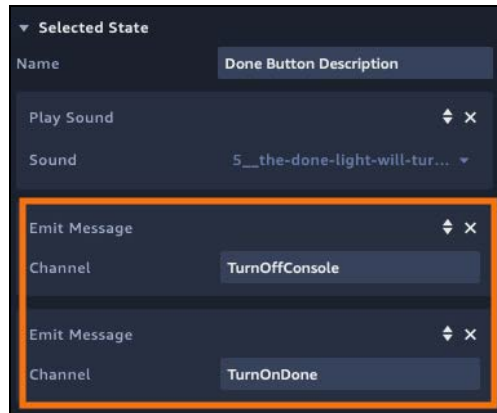 Selected State
Name Done Button Description
Play Sound
Sound 5__the-done-light-will-tur...
Emit Message
Channel TurnOffConsole
Emit Message
Channel TurnOnDone